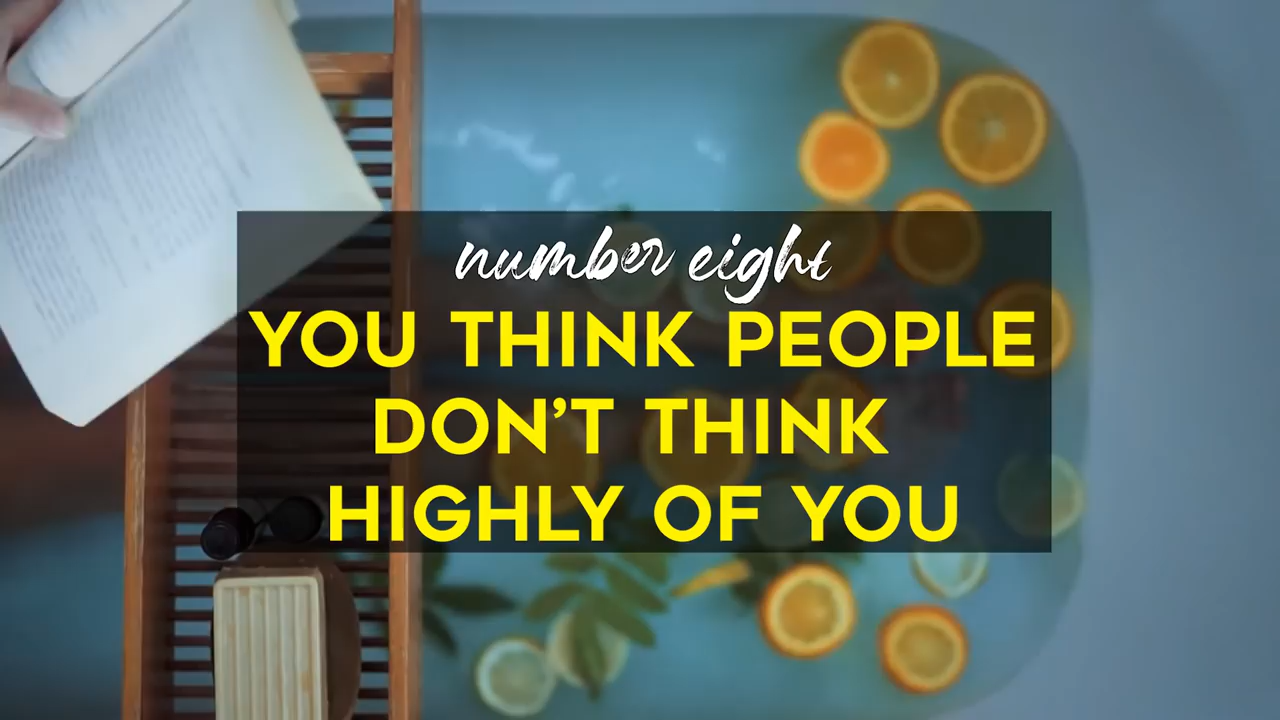 number eight
YOU THINK PEOPLE
DON'T THINK
HIGHLY OF YOU